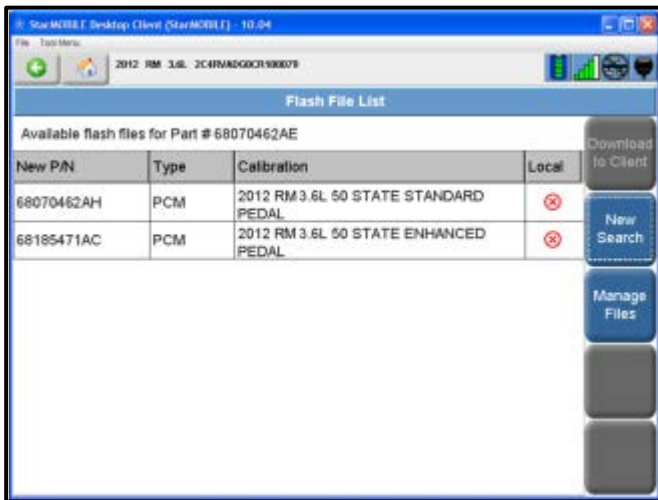 StarMOBILE Desktop Client (StarMOBILE) - 10.04
File Tool Menu
2012 RM 3.6L
Flash File List
Available flash files for Part # 68070462AE
Download to Client
New P/N Type Calibration Local
68070462AH PCM 2012 RM 3.6L 50 STATE STANDARD
PEDAL
New
Search
68185471AC PCM 2012 RM 3.6L 50 STATE ENHANCED
PEDAL
Manage
Files